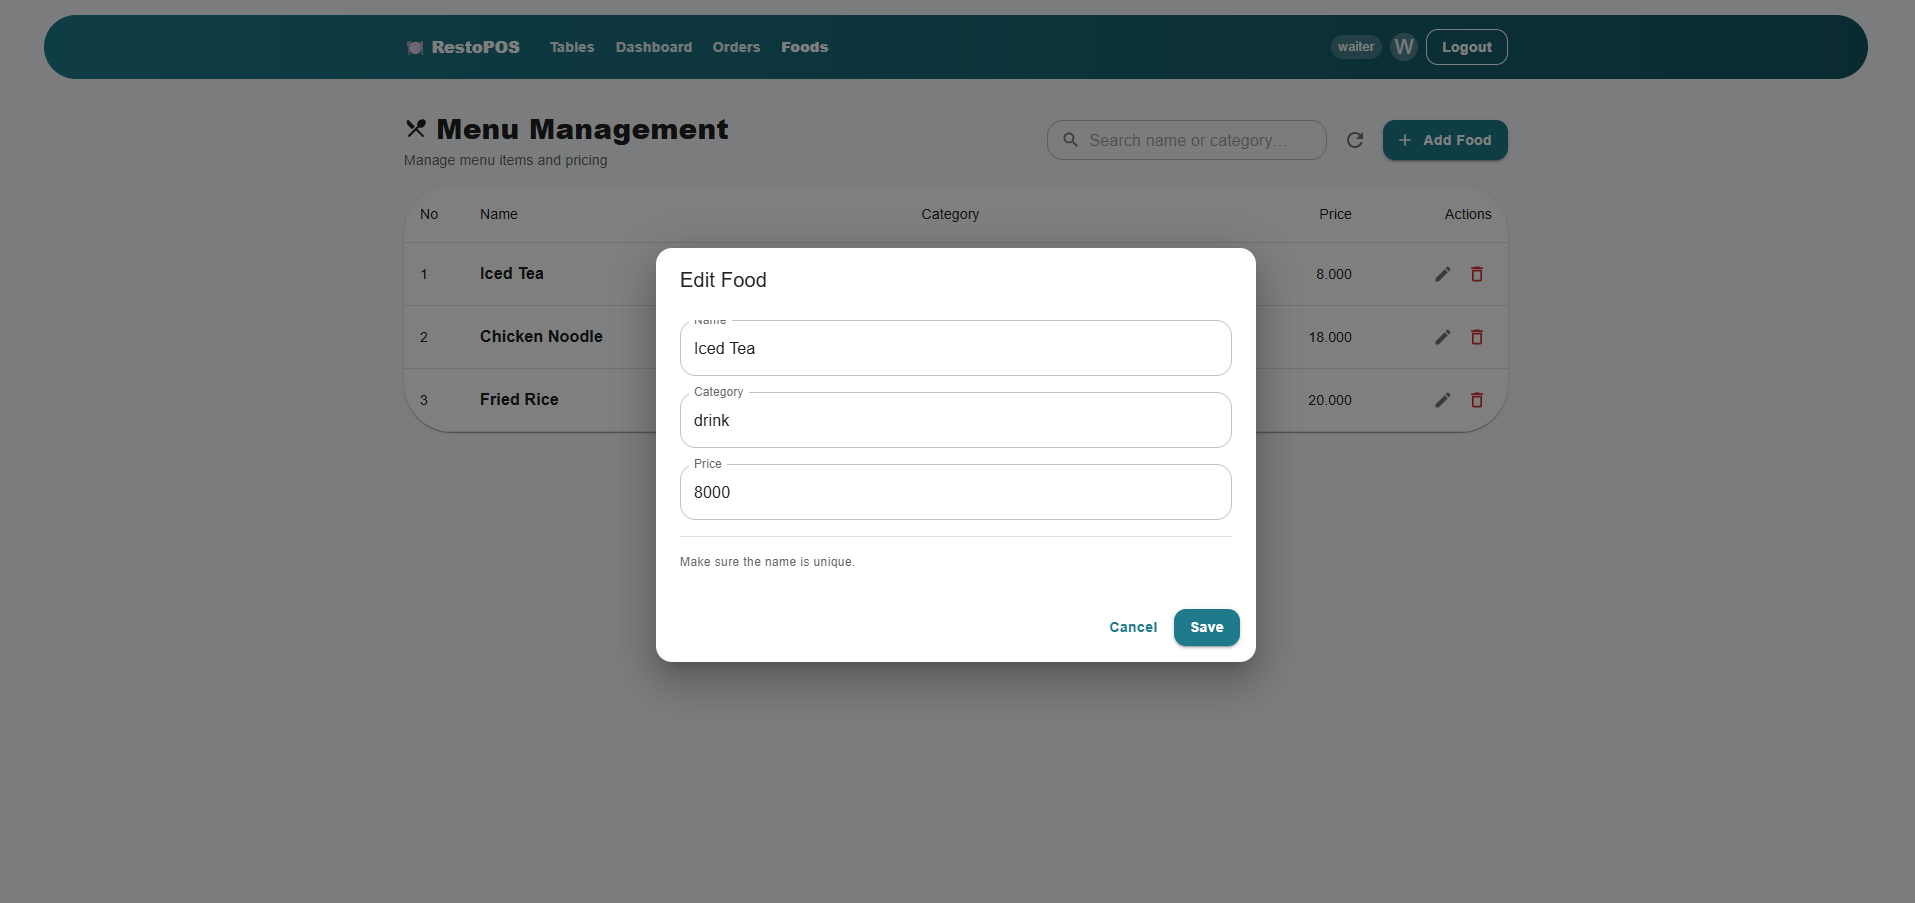 RestoPOS Tables Dashboard Orders Foods waiter W Logout
Menu Management
Manage menu items and pricing
Search name or category…
Add Food
No Name Category Price Actions
1 Iced Tea 8.000
2 Chicken Noodle 18.000
3 Fried Rice 20.000
Edit Food
Name
Iced Tea
Category
drink
Price
8000
Make sure the name is unique.
Cancel Save